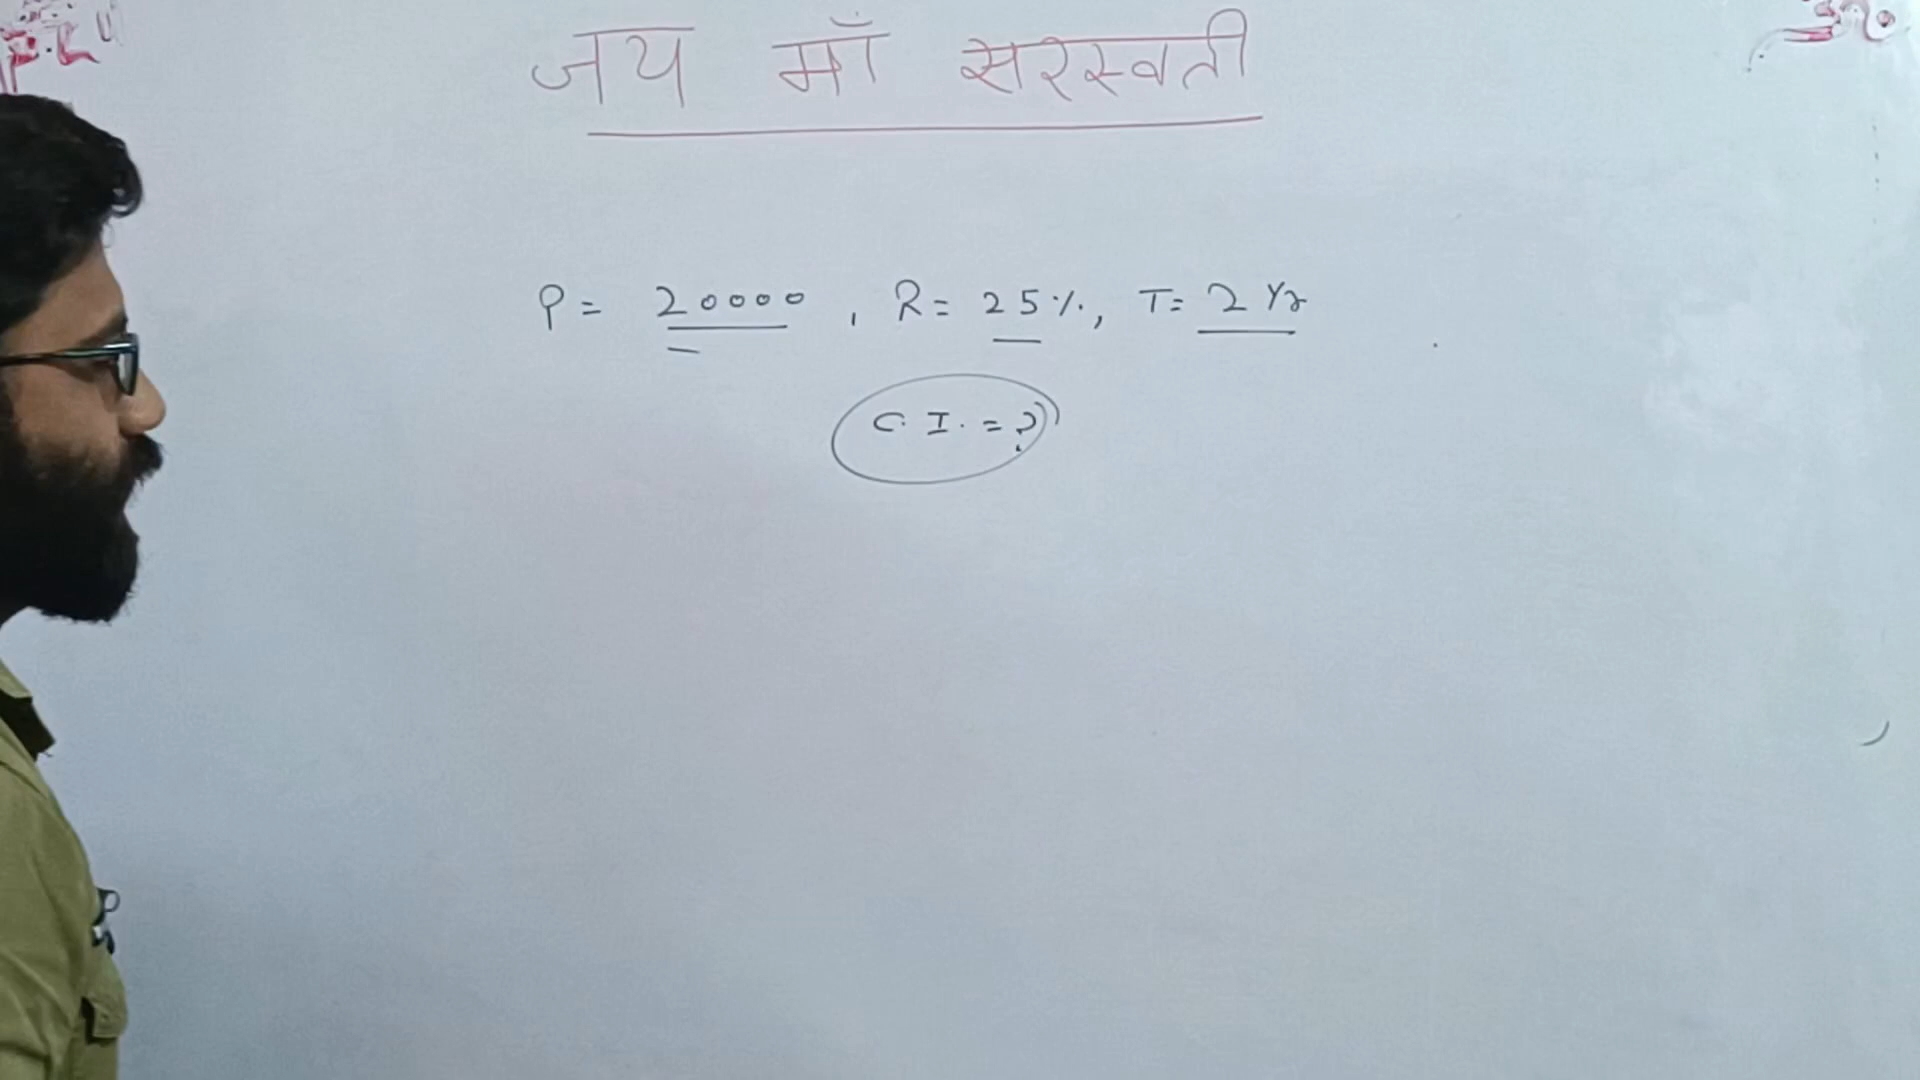 जय माँ सरस्वती
P = 20000 , R = 25%, T= 2 Yr
C. I. = ?